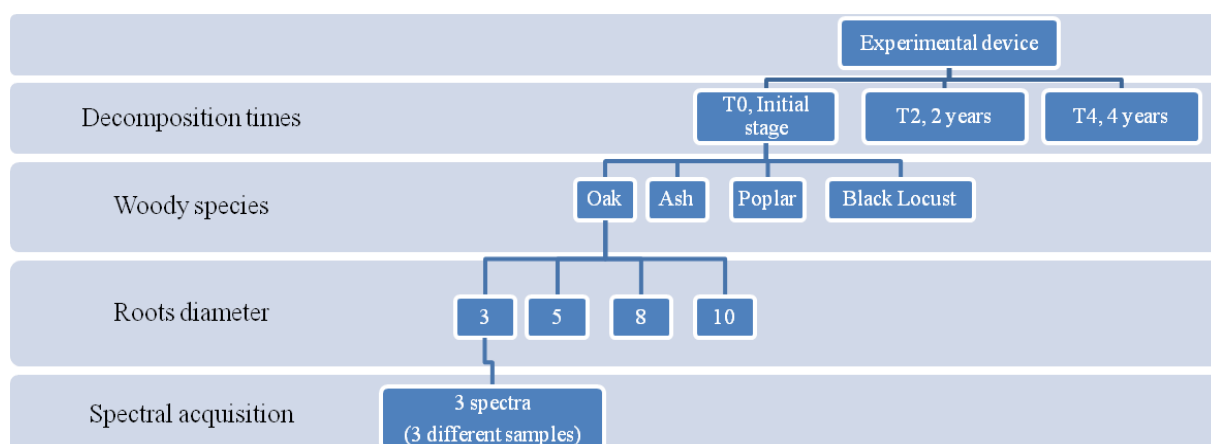 Experimental device
Decomposition times
T0, Initial
stage
T2, 2 years
T4, 4 years
Woody species
Oak
Ash
Poplar
Black Locust
Roots diameter
3
5
8
10
Spectral acquisition
3 spectra
(3 different samples)